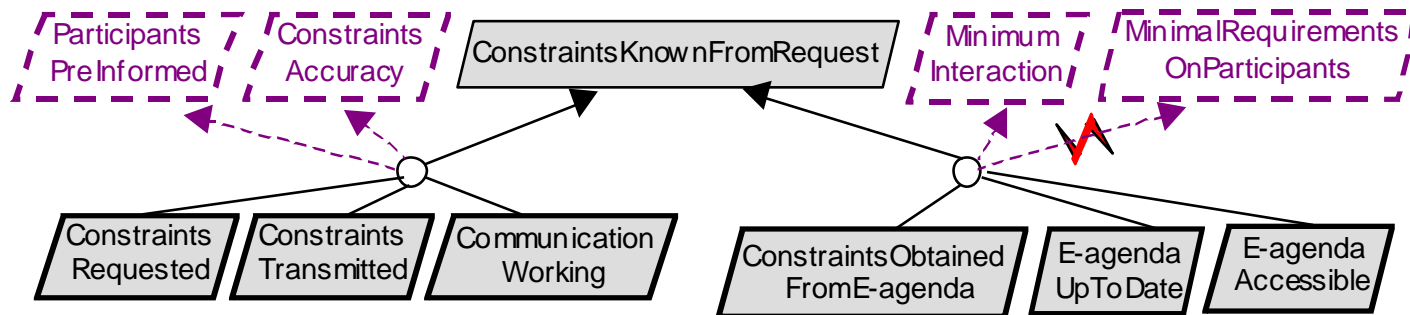 Participants
PreInformed
Constraints
Accuracy
ConstraintsKnownFromRequest
Minimum
Interaction
MinimalRequirements
OnParticipants
Constraints
Requested
Constraints
Transmitted
Communication
Working
ConstraintsObtained
FromE-agenda
E-agenda
UpToDate
E-agenda
Accessible